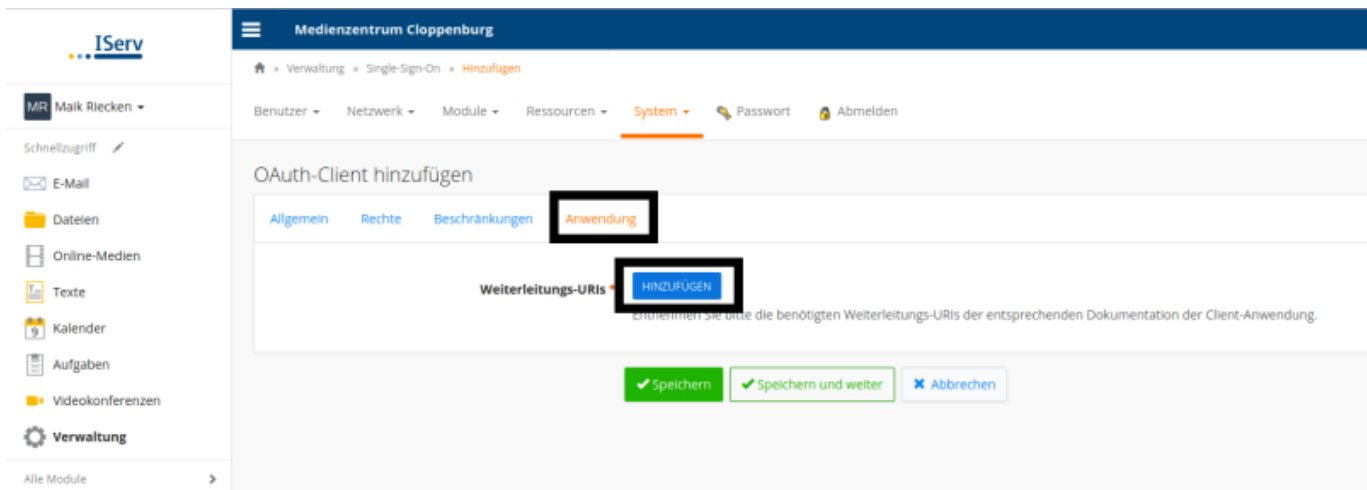 IServ
MR Maik Riecken
Schnellzugriff
E-Mail
Dateien
Online-Medien
Texte
Kalender
Aufgaben
Videokonferenzen
Verwaltung
Alle Module
Medienzentrum Cloppenburg
» Verwaltung » Single-Sign-On » Hinzufügen
Benutzer Netzwerk Module Ressourcen System Passwort Abmelden
OAuth-Client hinzufügen
Allgemein Rechte Beschränkungen Anwendung
Weiterleitungs-URIs * HINZUFÜGEN
Entnehmen Sie bitte die benötigten Weiterleitungs-URIs der entsprechenden Dokumentation der Client-Anwendung.
Speichern Speichern und weiter Abbrechen